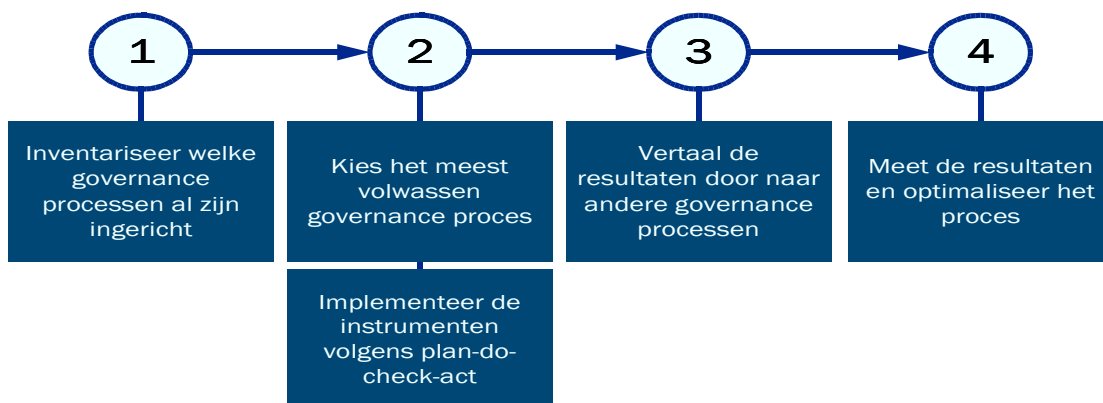 1
2
3
4
Inventariseer welke
governance
processen al zijn
ingericht
Kies het meest
volwassen
governance proces
Implementeer de
instrumenten
volgens plan-do-
check-act
Vertaal de
resultaten door naar
andere governance
processen
Meet de resultaten
en optimaliseer het
proces